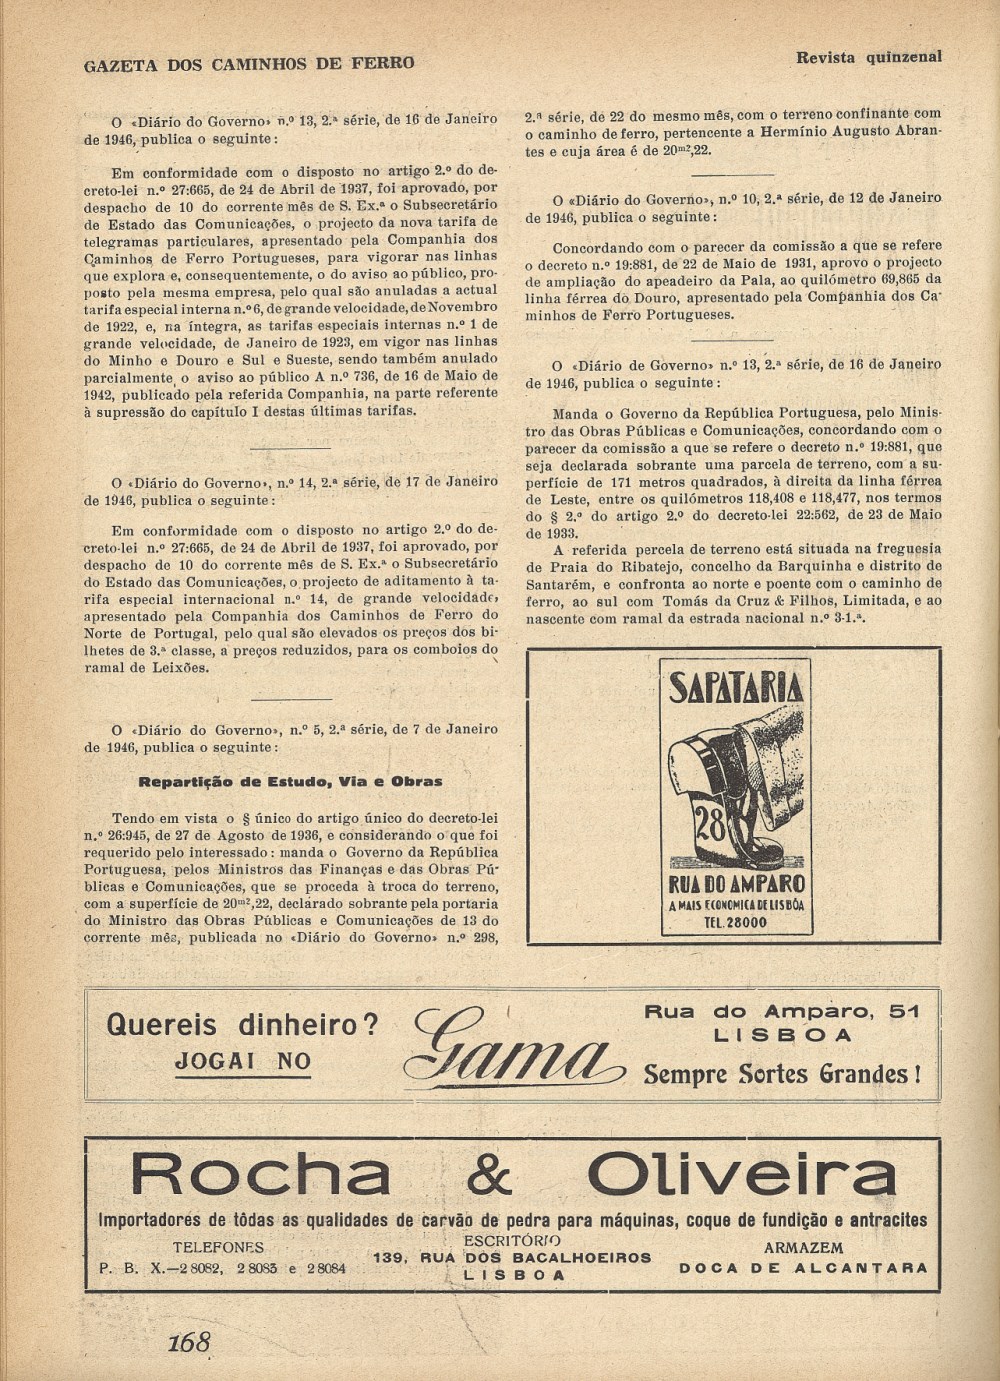 GAZETA DOS CAMINHOS DE FERRO
Revista quinzenal
O «Diário do Governo» n.º 13, 2.ª série, de 16 de Janeiro
de 1946, publica o seguinte:
Em conformidade com o disposto no artigo 2.º do de-
creto-lei n.º 27:665, de 24 de Abril de 1937, foi aprovado, por
despacho de 10 do corrente mês de S. Ex.ª o Subsecretário
de Estado das Comunicações, o projecto da nova tarifa de
telegramas particulares, apresentado pela Companhia dos
Caminhos de Ferro Portugueses, para vigorar nas linhas
que explora e, consequentemente, o do aviso ao público, pro-
posto pela mesma empresa, pelo qual são anuladas a actual
tarifa especial interna n.º 6, de grande velocidade, de Novembro
de 1922, e, na íntegra, as tarifas especiais internas n.º 1 de
grande velocidade, de Janeiro de 1923, em vigor nas linhas
do Minho e Douro e Sul e Sueste, sendo também anulado
parcialmente o aviso ao público A n.º 736, de 16 de Maio de
1942, publicado pela referida Companhia, na parte referente
à supressão do capítulo I destas últimas tarifas.
O «Diário do Governo», n.º 14, 2.ª série, de 17 de Janeiro
de 1946, publica o seguinte:
Em conformidade com o disposto no artigo 2.º do de-
creto-lei n.º 27:665, de 24 de Abril de 1937, foi aprovado, por
despacho de 10 do corrente mês de S. Ex.ª o Subsecretário
do Estado das Comunicações, o projecto de aditamento à ta-
rifa especial internacional n.º 14, de grande velocidade,
apresentado pela Companhia dos Caminhos de Ferro do
Norte de Portugal, pelo qual são elevados os preços dos bi-
lhetes de 3.ª classe, a preços reduzidos, para os comboios do
ramal de Leixões.
O «Diário do Governo», n.º 5, 2.ª série, de 7 de Janeiro
de 1946, publica o seguinte:
Repartição de Estudo, Via e Obras
Tendo em vista o § único do artigo único do decreto-lei
n.º 26:945, de 27 de Agosto de 1936, e considerando o que foi
requerido pelo interessado: manda o Governo da República
Portuguesa, pelos Ministros das Finanças e das Obras Pú-
blicas e Comunicações, que se proceda à troca do terreno,
com a superfície de 20m²,22, declarado sobrante pela portaria
do Ministro das Obras Públicas e Comunicações de 13 do
corrente mês, publicada no «Diário do Governo» n.º 298,
2.ª série, de 22 do mesmo mês, com o terreno confinante com
o caminho de ferro, pertencente a Hermínio Augusto Abran-
tes e cuja área é de 20m²,22.
O «Diário do Governo», n.º 10, 2.ª série, de 12 de Janeiro
de 1946, publica o seguinte:
Concordando com o parecer da comissão a que se refere
o decreto n.º 19:881, de 22 de Maio de 1931, aprovo o projecto
de ampliação do apeadeiro da Pala, ao quilómetro 69,865 da
linha férrea do Douro, apresentado pela Companhia dos Ca-
minhos de Ferro Portugueses.
O «Diário de Governo» n.º 13, 2.ª série, de 16 de Janeiro
de 1946, publica o seguinte:
Manda o Governo da República Portuguesa, pelo Minis-
tro das Obras Públicas e Comunicações, concordando com o
parecer da comissão a que se refere o decreto n.º 19:881, que
seja declarada sobrante uma parcela de terreno, com a su-
perfície de 171 metros quadrados, à direita da linha férrea
de Leste, entre os quilómetros 118,408 e 118,477, nos termos
do § 2.º do artigo 2.º do decreto-lei 22:562, de 23 de Maio
de 1933.
A referida percela de terreno está situada na freguesia
de Praia do Ribatejo, concelho da Barquinha e distrito de
Santarém, e confronta ao norte e poente com o caminho de
ferro, ao sul com Tomás da Cruz & Filhos, Limitada, e ao
nascente com ramal da estrada nacional n.º 3-1.ª.
SAPATARIA
28
RUA DO AMPARO
A MAIS ECONOMICA DE LISBÔA
TEL. 28000
Quereis dinheiro?
JOGAI NO
Gama
Rua do Amparo, 51
LISBOA
Sempre Sortes Grandes!
Rocha & Oliveira
Importadores de tôdas as qualidades de carvão de pedra para máquinas, coque de fundição e antracites
TELEFONES
P. B. X.—28082, 28083 e 28084
ESCRITÓRIO
139, RUA DOS BACALHOEIROS
LISBOA
ARMAZEM
DOCA DE ALCANTARA
168